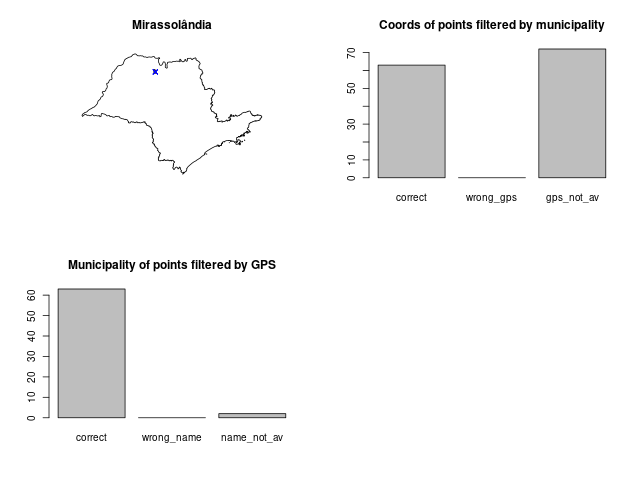 Mirassolândia
Coords of points filtered by municipality
70
50
30
10
0
correct wrong_gps gps_not_av
Municipality of points filtered by GPS
60
50
40
30
20
10
0
correct wrong_name name_not_av